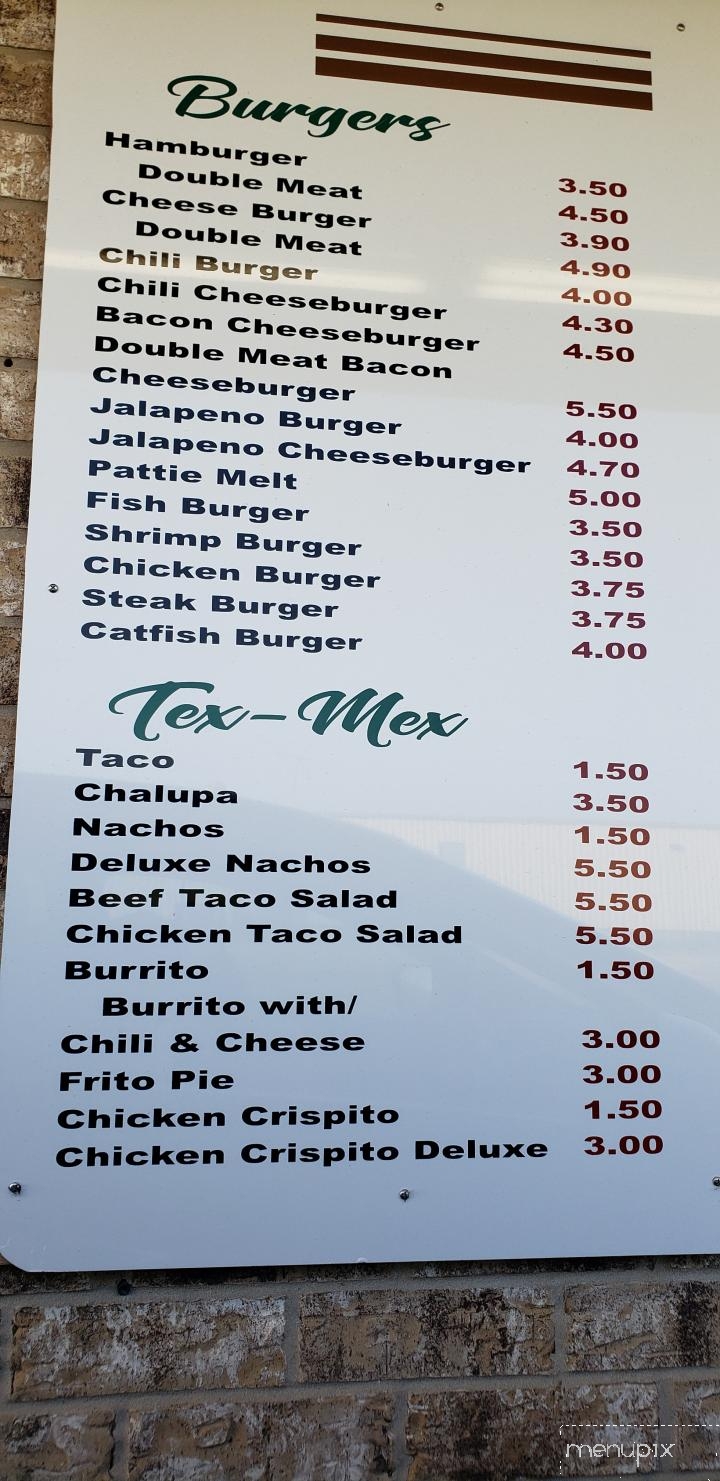 Burgers
Hamburger 3.50
Double Meat 4.50
Cheese Burger 3.90
Double Meat 4.90
Chili Burger 4.00
Chili Cheeseburger 4.30
Bacon Cheeseburger 4.50
Double Meat Bacon
Cheeseburger 5.50
Jalapeno Burger 4.00
Jalapeno Cheeseburger 4.70
Pattie Melt 5.00
Fish Burger 3.50
Shrimp Burger 3.50
Chicken Burger 3.75
Steak Burger 3.75
Catfish Burger 4.00
Tex-Mex
Taco 1.50
Chalupa 3.50
Nachos 1.50
Deluxe Nachos 5.50
Beef Taco Salad 5.50
Chicken Taco Salad 5.50
Burrito 1.50
Burrito with/
Chili & Cheese 3.00
Frito Pie 3.00
Chicken Crispito 1.50
Chicken Crispito Deluxe 3.00
menupix